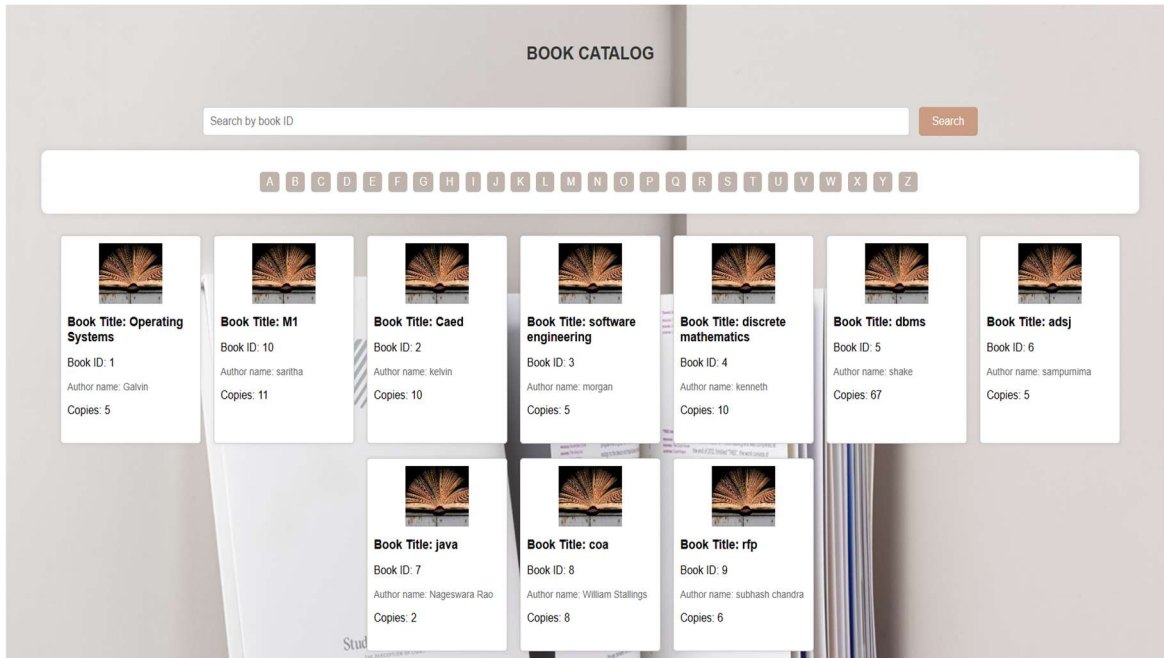 BOOK CATALOG
Search by book ID
Search
A B C D E F G H I J K L M N O P Q R S T U V W X Y Z
Book Title: Operating
Systems
Book ID: 1
Author name: Galvin
Copies: 5
Book Title: M1
Book ID: 10
Author name: saritha
Copies: 11
Book Title: Caed
Book ID: 2
Author name: kelvin
Copies: 10
Book Title: software
engineering
Book ID: 3
Author name: morgan
Copies: 5
Book Title: discrete
mathematics
Book ID: 4
Author name: kenneth
Copies: 10
Book Title: dbms
Book ID: 5
Author name: shake
Copies: 67
Book Title: adsj
Book ID: 6
Author name: sampurnima
Copies: 5
Book Title: java
Book ID: 7
Author name: Nageswara Rao
Copies: 2
Book Title: coa
Book ID: 8
Author name: William Stallings
Copies: 8
Book Title: rfp
Book ID: 9
Author name: subhash chandra
Copies: 6